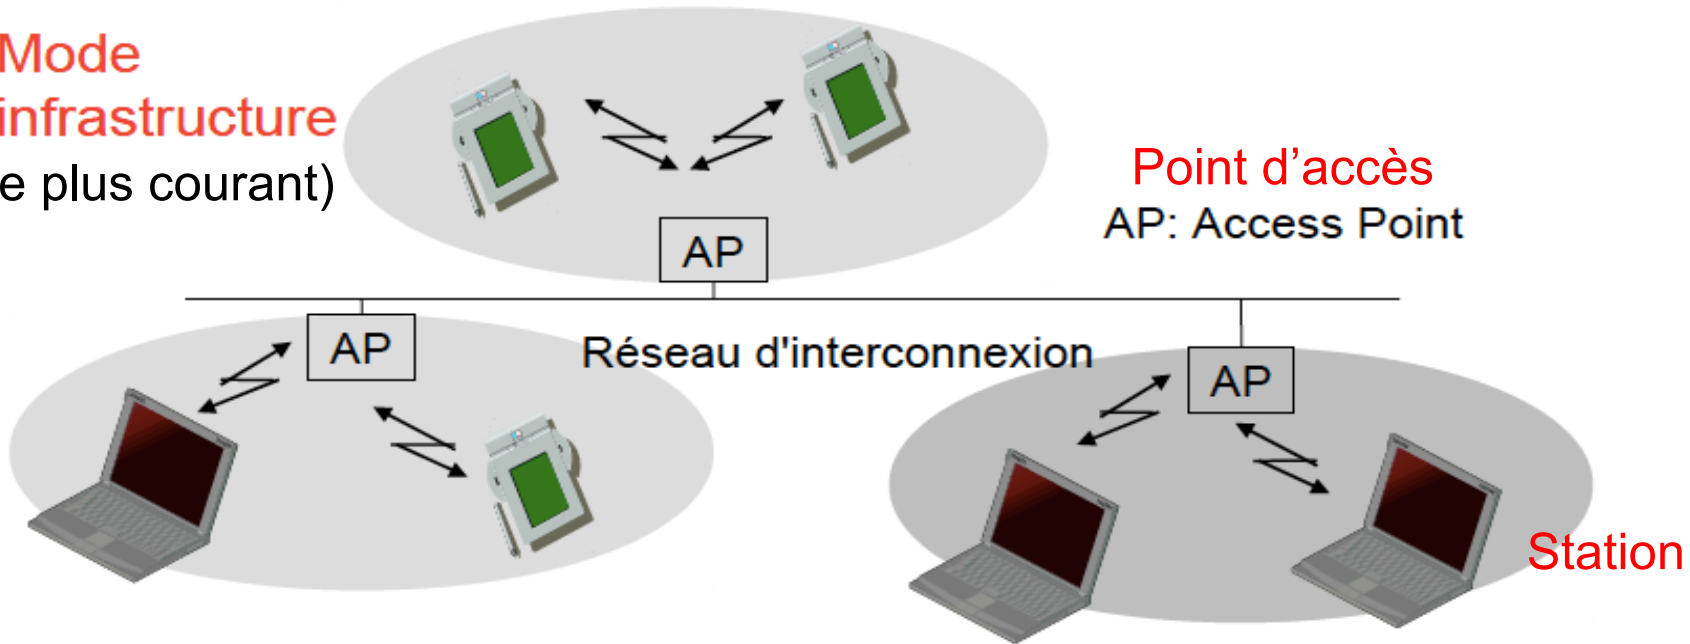 Mode
infrastructure
e plus courant)
Point d’accès
AP: Access Point
AP
AP
Réseau d'interconnexion
AP
Station